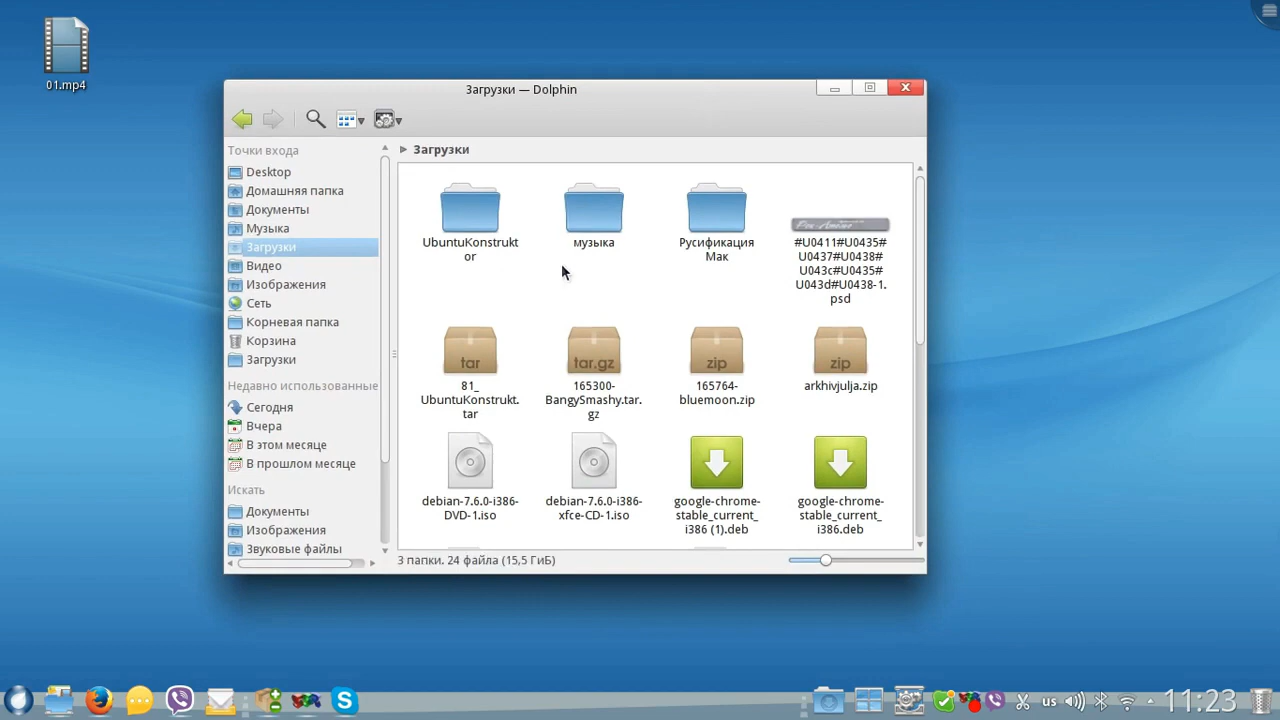 01.mp4
Загрузки — Dolphin
Точки входа
Desktop
Домашняя папка
Документы
Музыка
Загрузки
Видео
Изображения
Сеть
Корневая папка
Корзина
Загрузки
Недавно использованные
Сегодня
Вчера
В этом месяце
В прошлом месяце
Искать
Документы
Изображения
Звуковые файлы
Загрузки
UbuntuKonstrukt
or
музыка
Русификация
Мак
#U0411#U0435#
U0437#U0438#
U043c#U0435#
U043d#U0438-1.
psd
tar
81_
UbuntuKonstrukt.
tar
tar.gz
165300-
BangySmashy.tar.
gz
zip
165764-
bluemoon.zip
zip
arkhivjulja.zip
debian-7.6.0-i386-
DVD-1.iso
debian-7.6.0-i386-
xfce-CD-1.iso
google-chrome-
stable_current_
i386 (1).deb
google-chrome-
stable_current_
i386.deb
3 папки, 24 файла (15,5 ГиБ)
us
11:23